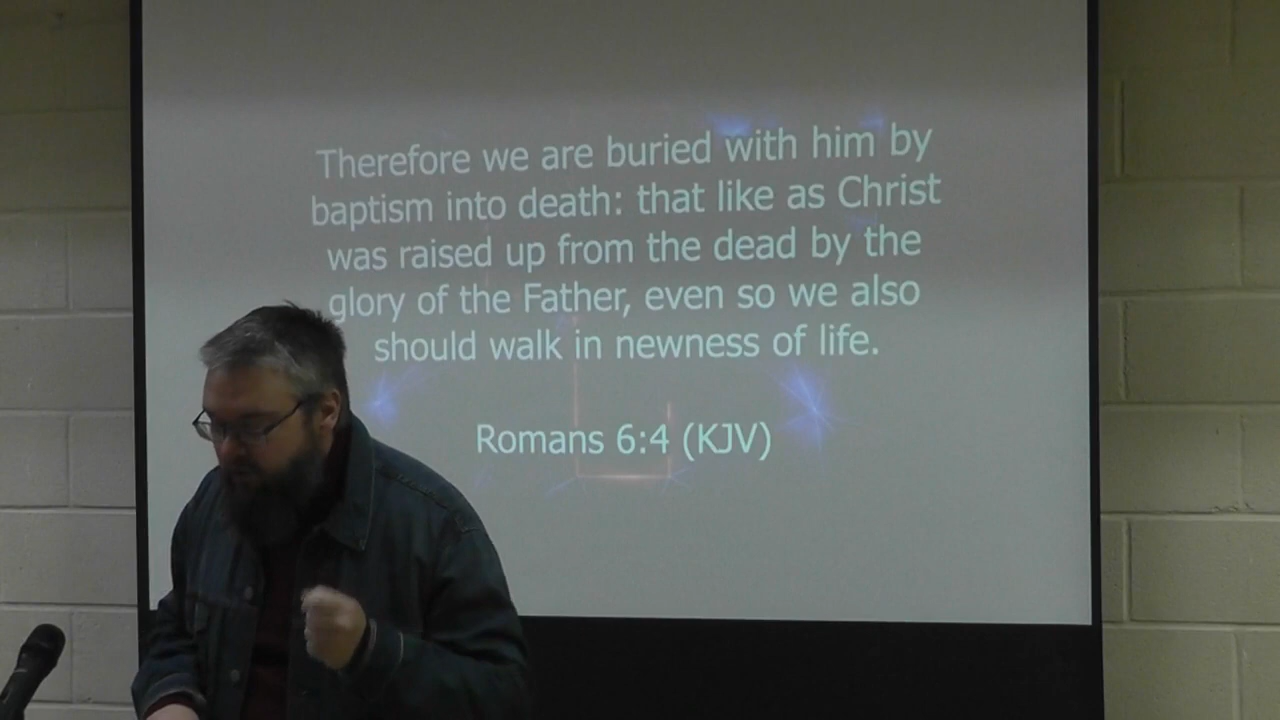 Therefore we are buried with him by
baptism into death: that like as Christ
was raised up from the dead by the
glory of the Father, even so we also
should walk in newness of life.
Romans 6:4 (KJV)